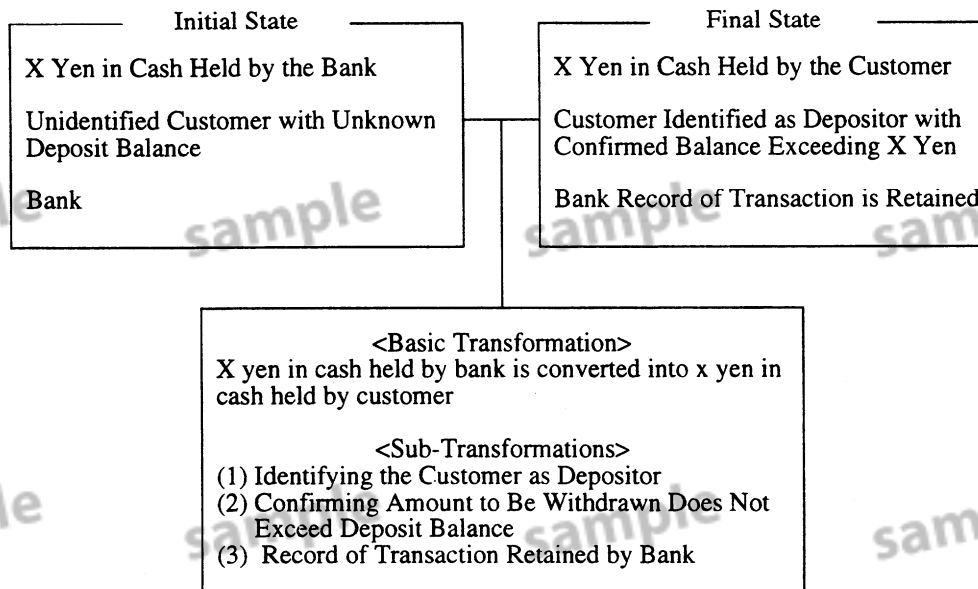 Initial State
X Yen in Cash Held by the Bank
Unidentified Customer with Unknown
Deposit Balance
Bank
Final State
X Yen in Cash Held by the Customer
Customer Identified as Depositor with
Confirmed Balance Exceeding X Yen
Bank Record of Transaction is Retained
<Basic Transformation>
X yen in cash held by bank is converted into x yen in
cash held by customer
<Sub-Transformations>
(1) Identifying the Customer as Depositor
(2) Confirming Amount to Be Withdrawn Does Not
Exceed Deposit Balance
(3) Record of Transaction Retained by Bank
le sample sample sam
ple sample sample sam